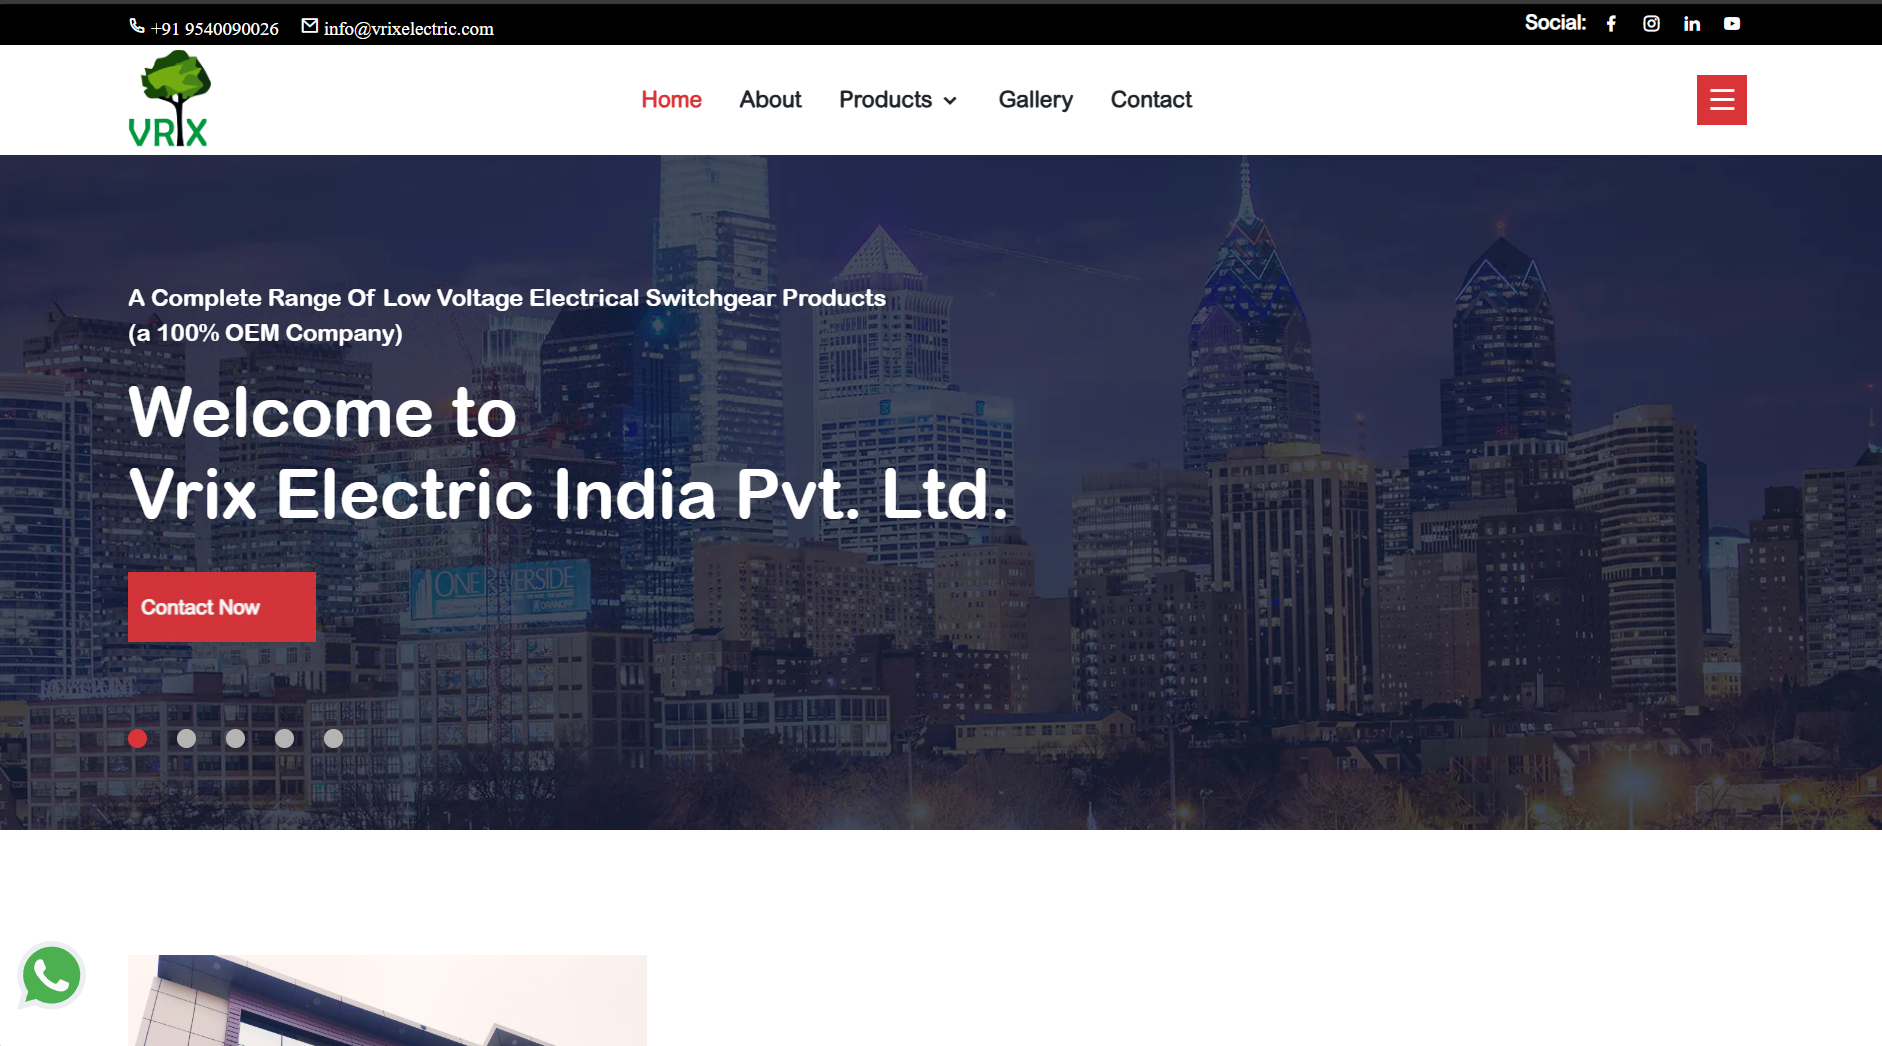 +91 9540090026 info@vrixelectric.com Social:
VRIX
Home About Products Gallery Contact
A Complete Range Of Low Voltage Electrical Switchgear Products
(a 100% OEM Company)
Welcome to
Vrix Electric India Pvt. Ltd.
ONE RIVERSIDE
Contact Now